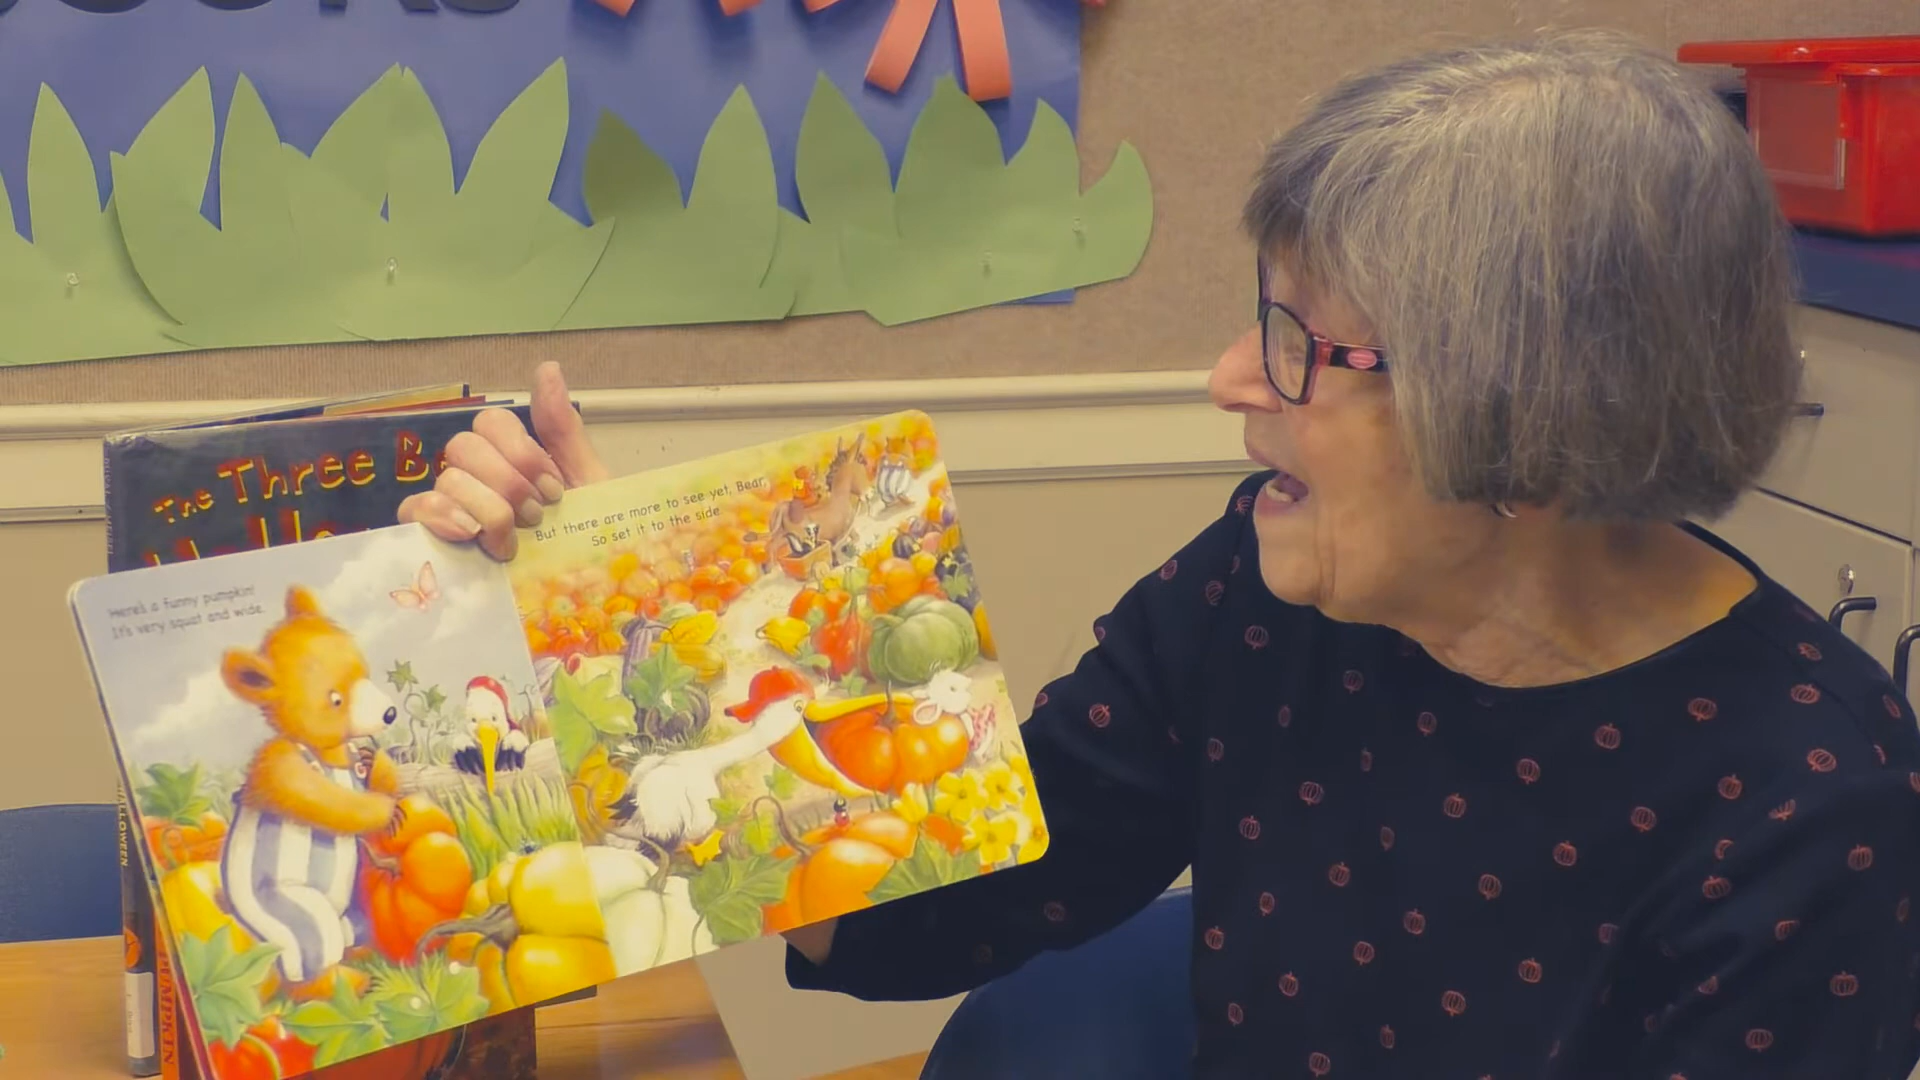 The Three Be
Here's a funny pumpkin!
It's very squat and wide.
But there are more to see yet, Bear,
So set it to the side.
HALLOWEEN